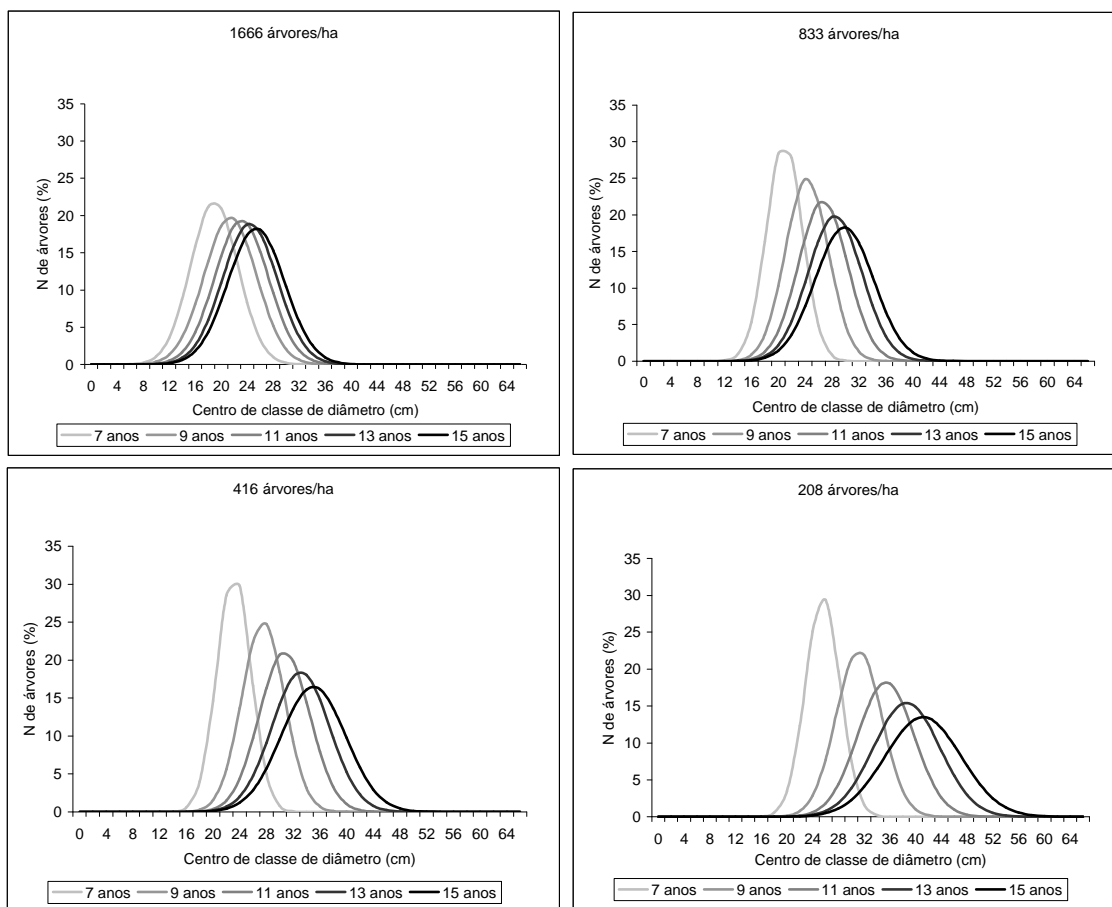 1666 árvores/ha
N de árvores (%)
35
30
25
20
15
10
5
0
0 4 8 12 16 20 24 28 32 36 40 44 48 52 56 60 64
Centro de classe de diâmetro (cm)
7 anos 9 anos 11 anos 13 anos 15 anos
833 árvores/ha
N de árvores (%)
35
30
25
20
15
10
5
0
0 4 8 12 16 20 24 28 32 36 40 44 48 52 56 60 64
Centro de classe de diâmetro (cm)
7 anos 9 anos 11 anos 13 anos 15 anos
416 árvores/ha
N de árvores (%)
35
30
25
20
15
10
5
0
0 4 8 12 16 20 24 28 32 36 40 44 48 52 56 60 64
Centro de classe de diâmetro (cm)
7 anos 9 anos 11 anos 13 anos 15 anos
208 árvores/ha
N de árvores (%)
35
30
25
20
15
10
5
0
0 4 8 12 16 20 24 28 32 36 40 44 48 52 56 60 64
Centro de classe de diâmetro (cm)
7 anos 9 anos 11 anos 13 anos 15 anos